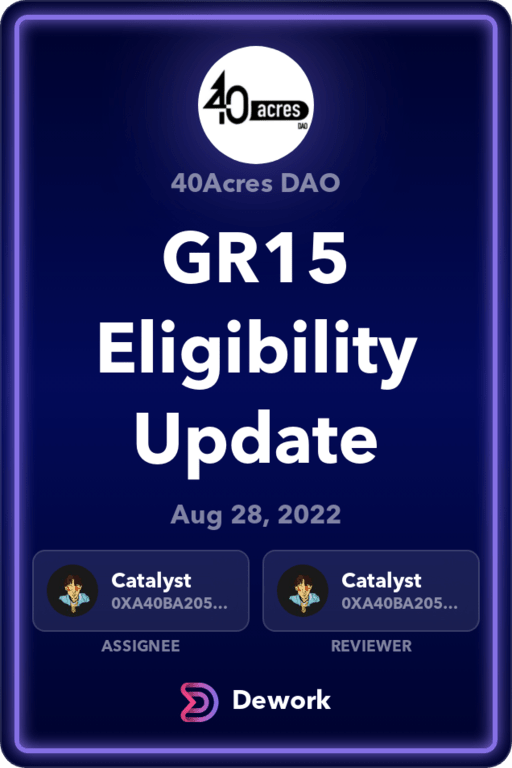 40 acres
DAO
40Acres DAO
GR15
Eligibility
Update
Aug 28, 2022
Catalyst
0XA40BA205...
ASSIGNEE
Catalyst
0XA40BA205...
REVIEWER
Dework